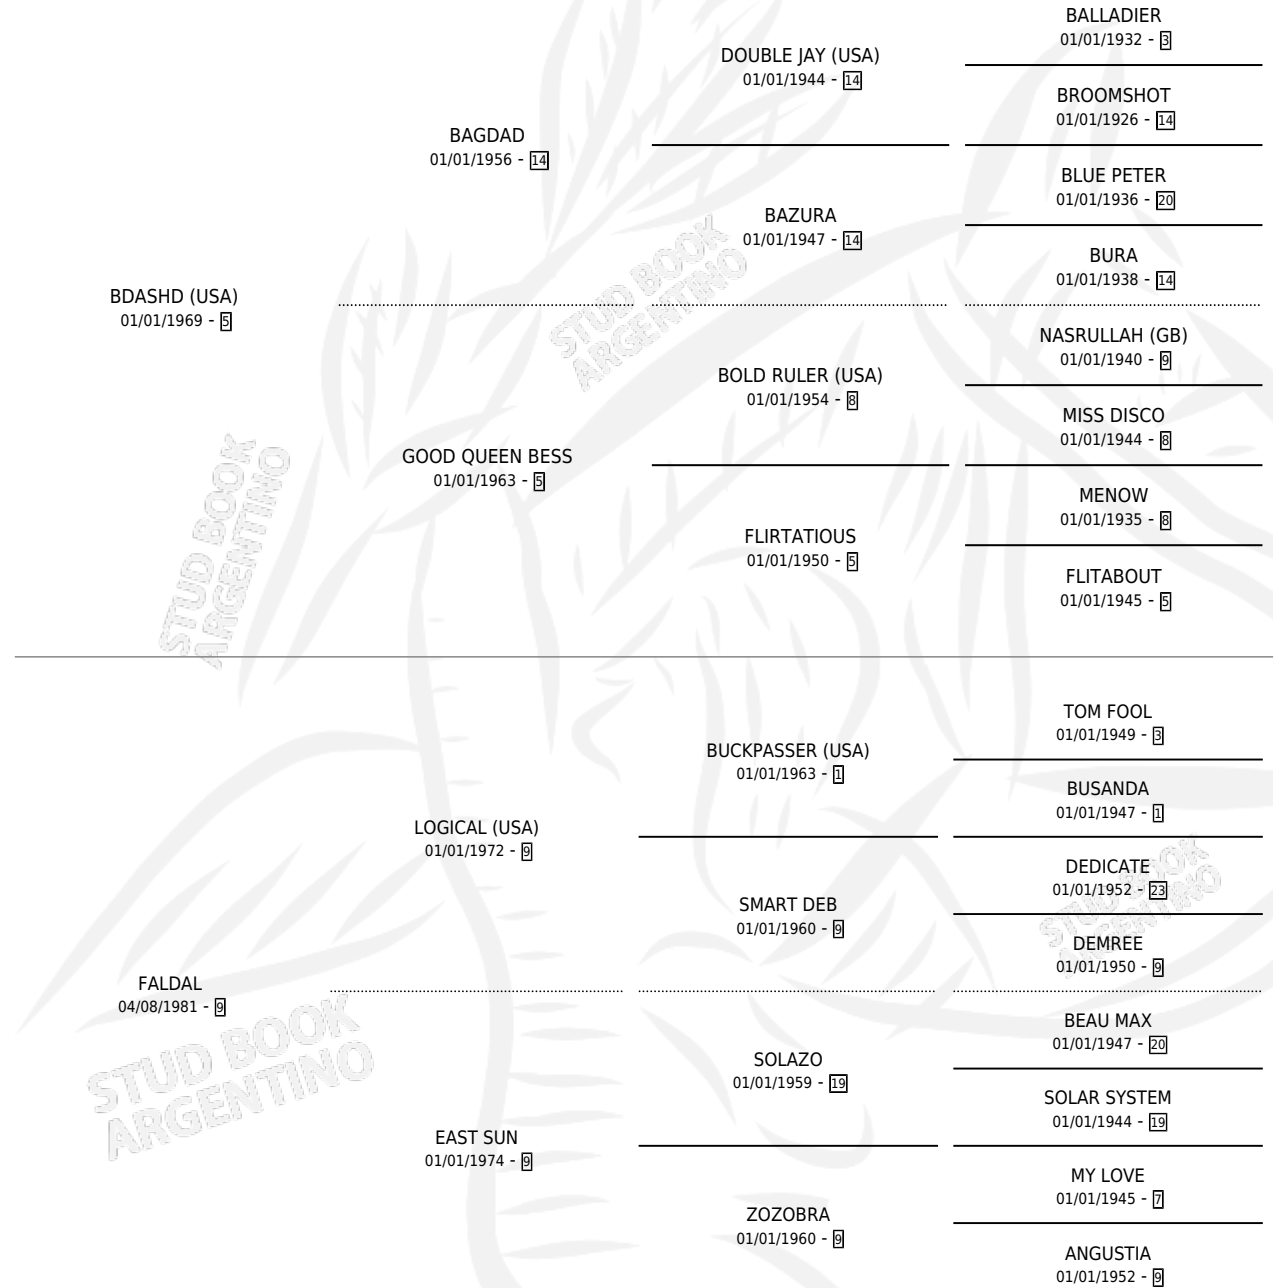 BALLADIER
01/01/1932 - 3
DOUBLE JAY (USA)
01/01/1944 - 14
BROOMSHOT
01/01/1926 - 14
BAGDAD
01/01/1956 - 14
BLUE PETER
01/01/1936 - 20
BAZURA
01/01/1947 - 14
BURA
01/01/1938 - 14
BDASHD (USA)
01/01/1969 - 5
STUD BOOK
ARGENTINO
NASRULLAH (GB)
01/01/1940 - 9
BOLD RULER (USA)
01/01/1954 - 8
MISS DISCO
01/01/1944 - 8
GOOD QUEEN BESS
01/01/1963 - 5
MENOW
01/01/1935 - 8
FLIRTATIOUS
01/01/1950 - 5
FLITABOUT
01/01/1945 - 5
STUD BOOK
ARGENTINO
TOM FOOL
01/01/1949 - 3
BUCKPASSER (USA)
01/01/1963 - 1
BUSANDA
01/01/1947 - 1
LOGICAL (USA)
01/01/1972 - 9
DEDICATE
01/01/1952 - 23
SMART DEB
01/01/1960 - 9
DEMREE
01/01/1950 - 9
STUD BOOK
ARGENTINO
FALDAL
04/08/1981 - 9
BEAU MAX
01/01/1947 - 20
SOLAZO
01/01/1959 - 19
SOLAR SYSTEM
01/01/1944 - 19
STUD BOOK
ARGENTINO
EAST SUN
01/01/1974 - 9
MY LOVE
01/01/1945 - 7
ZOZOBRA
01/01/1960 - 9
ANGUSTIA
01/01/1952 - 9